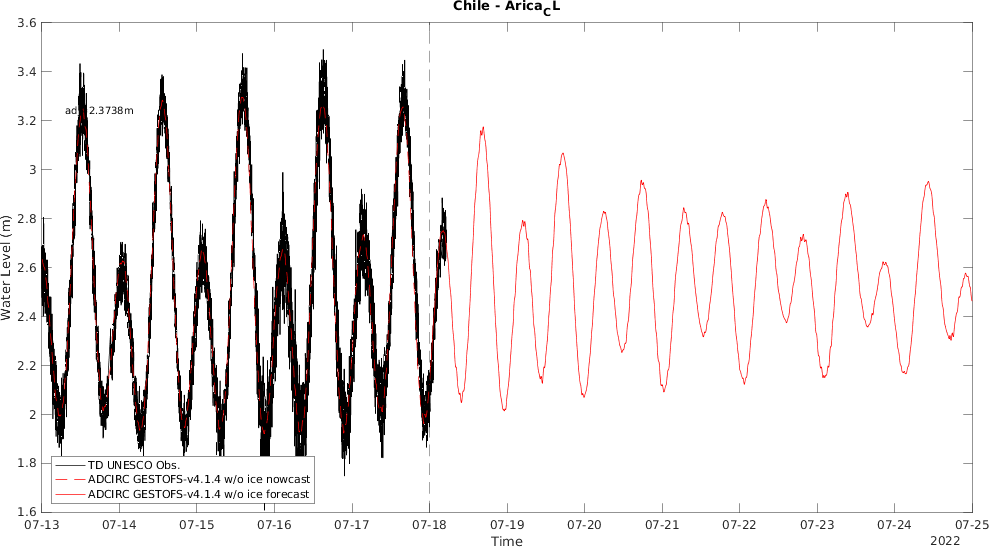 Chile - Arica_CL
3.6
3.4
3.2
3
2.8
2.6
2.4
2.2
2
1.8
1.6
Water Level (m)
2.3738m
TD UNESCO Obs.
ADCIRC GESTOFS-v4.1.4 w/o ice nowcast
ADCIRC GESTOFS-v4.1.4 w/o ice forecast
07-13 07-14 07-15 07-16 07-17 07-18 07-19 07-20 07-21 07-22 07-23 07-24 07-25
Time
2022